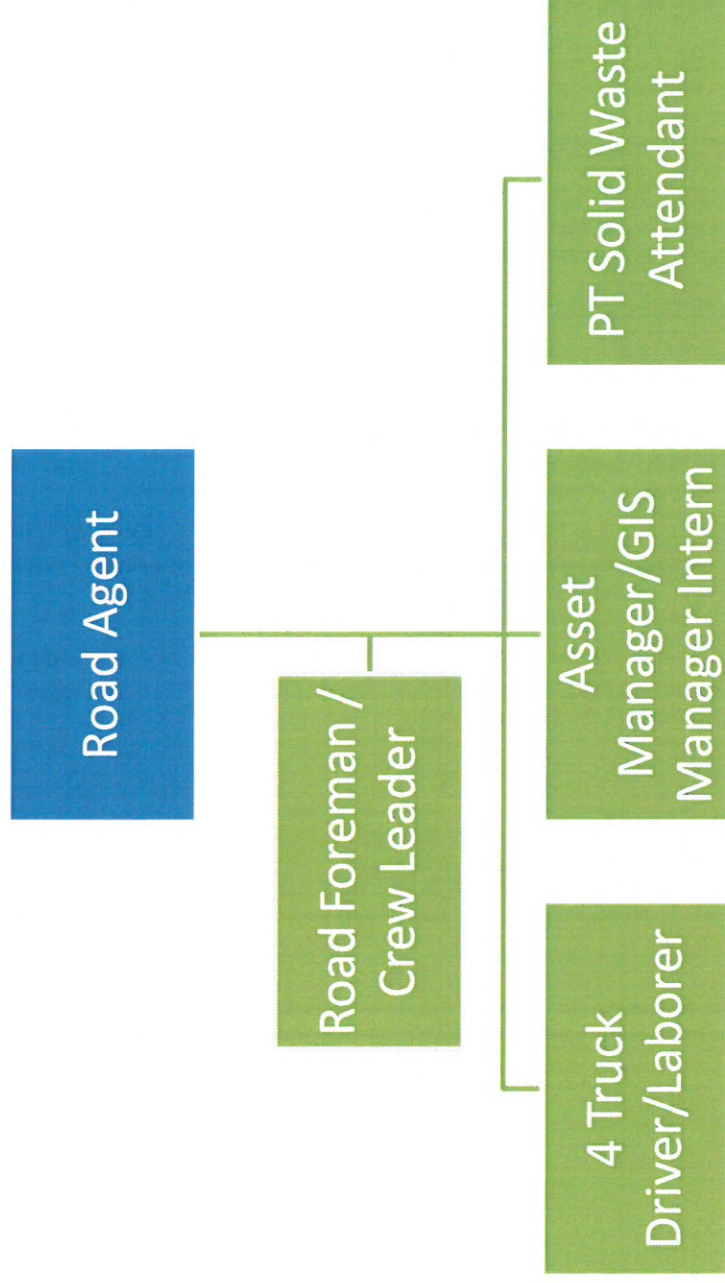 Road Agent
Road Foreman /
Crew Leader
4 Truck
Driver/Laborer
Asset
Manager/GIS
Manager Intern
PT Solid Waste
Attendant